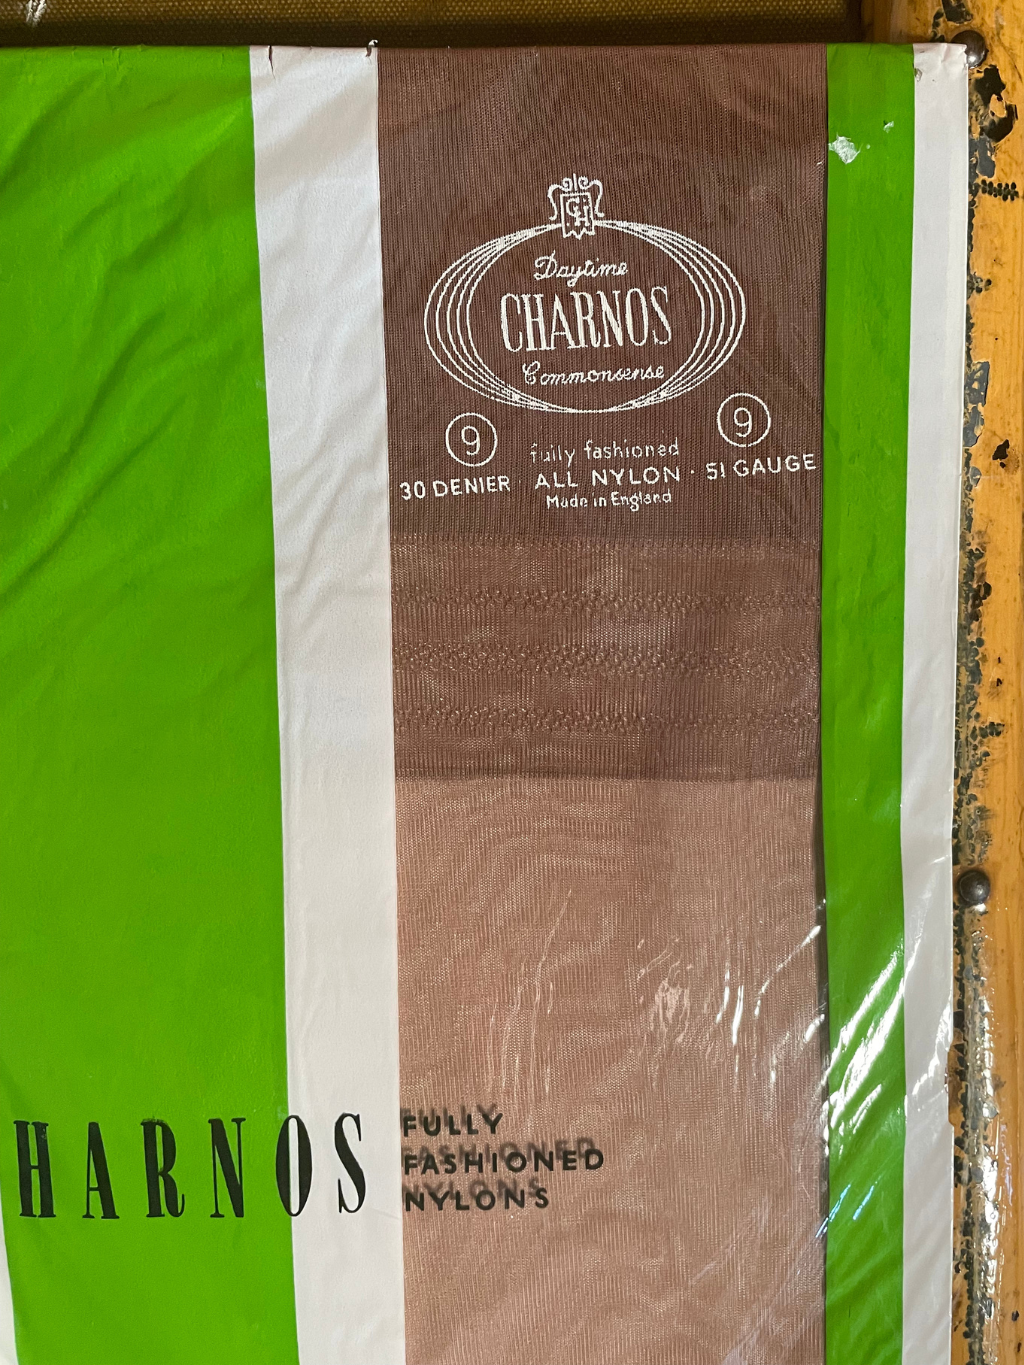 CH
Daytime
CHARNOS
Commonsense
9 9
fully fashioned
30 DENIER · ALL NYLON · 51 GAUGE
Made in England
HARNOS
FULLY
FASHIONED
NYLONS